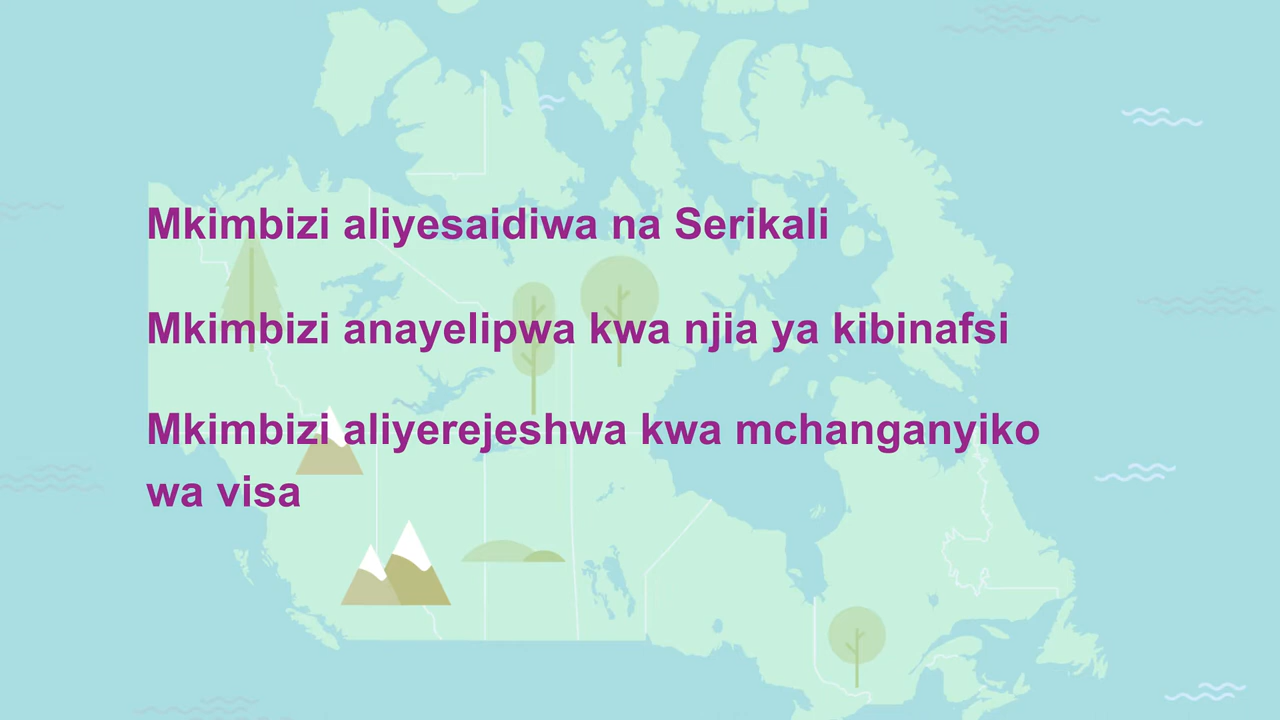 Mkimbizi aliyesaidiwa na Serikali
Mkimbizi anayelipwa kwa njia ya kibinafsi
Mkimbizi aliyerejeshwa kwa mchanganyiko
wa visa